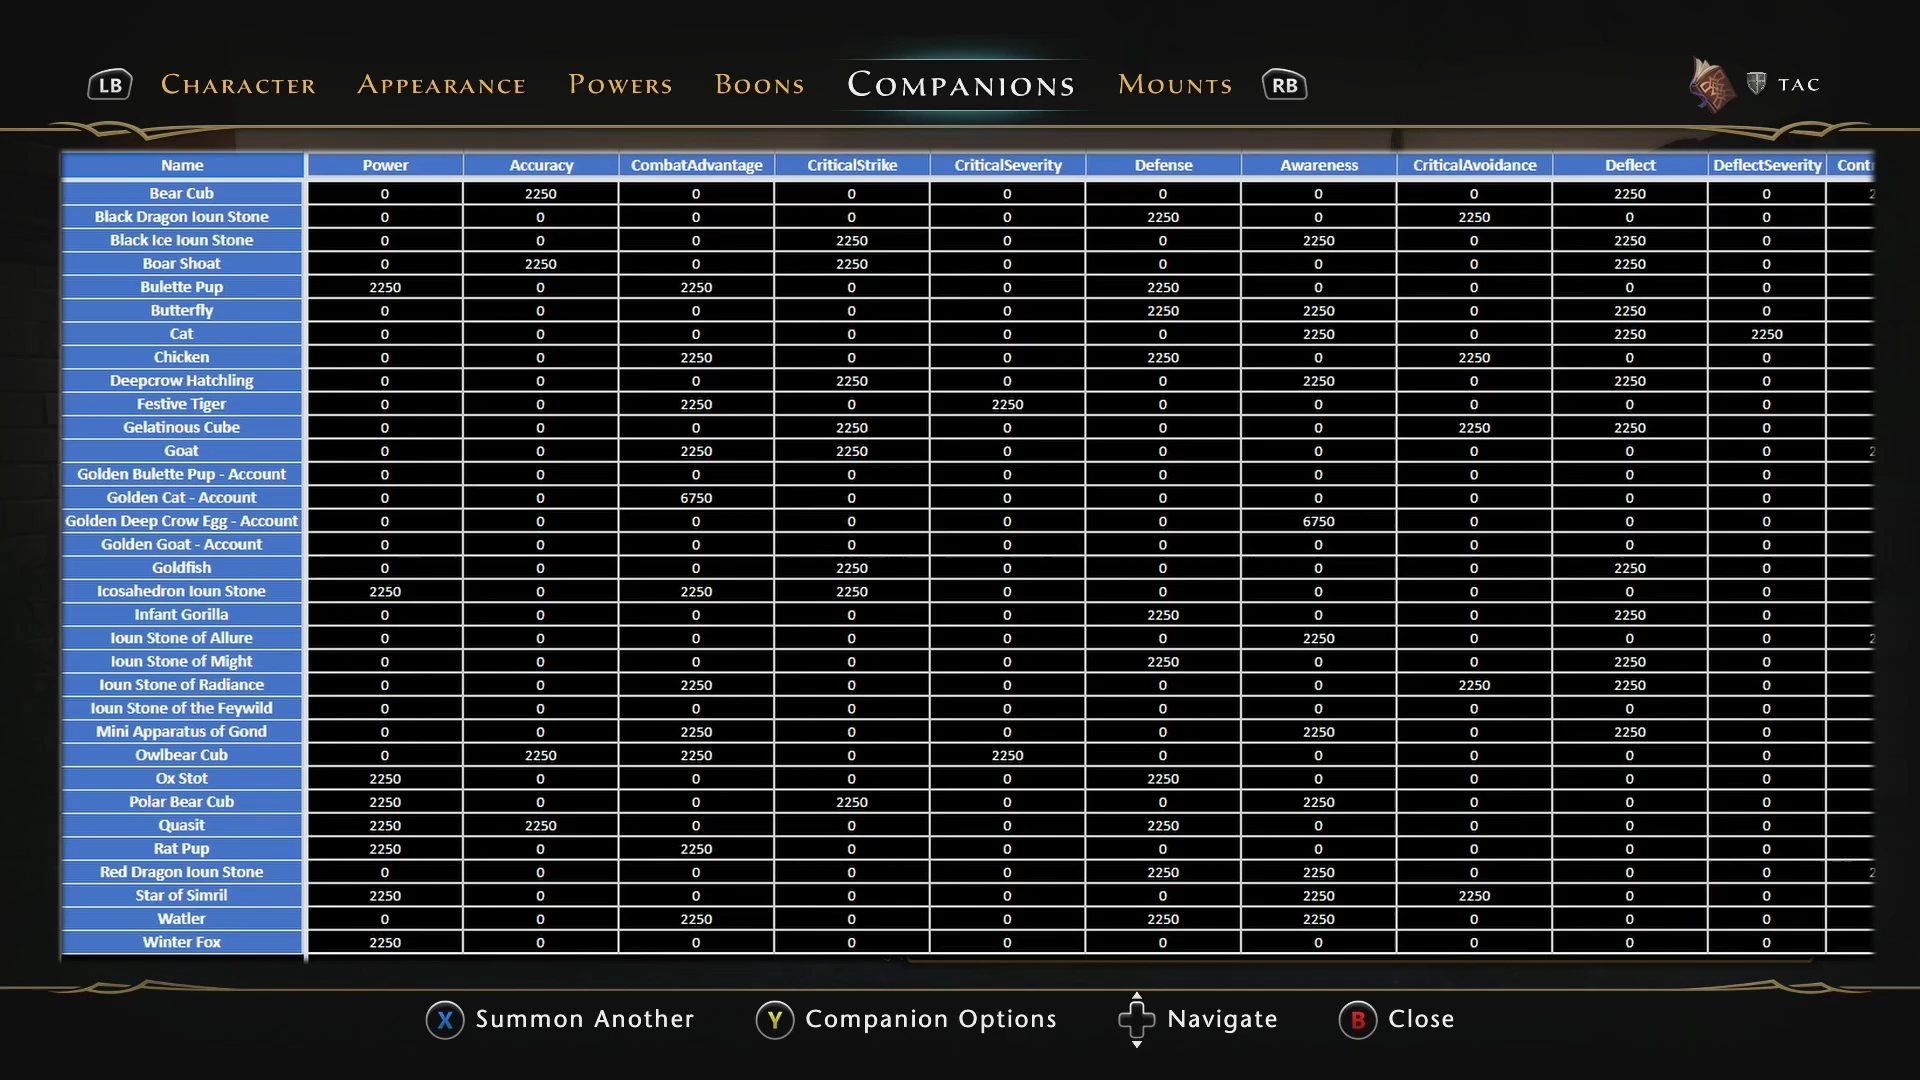 LB CHARACTER APPEARANCE POWERS BOONS COMPANIONS MOUNTS RB TAC
Name Power Accuracy CombatAdvantage CriticalStrike CriticalSeverity Defense Awareness CriticalAvoidance Deflect DeflectSeverity Cont
Bear Cub 0 2250 0 0 0 0 0 0 2250 0 2
Black Dragon Ioun Stone 0 0 0 0 0 2250 0 2250 0 0
Black Ice Ioun Stone 0 0 0 2250 0 0 2250 0 2250 0
Boar Shoat 0 2250 0 2250 0 0 0 0 2250 0
Bulette Pup 2250 0 2250 0 0 2250 0 0 0 0
Butterfly 0 0 0 0 0 2250 2250 0 2250 0
Cat 0 0 0 0 0 0 2250 0 2250 2250
Chicken 0 0 2250 0 0 2250 0 2250 0 0
Deepcrow Hatchling 0 0 0 2250 0 0 2250 0 2250 0
Festive Tiger 0 0 2250 0 2250 0 0 0 0 0
Gelatinous Cube 0 0 0 2250 0 0 0 2250 2250 0
Goat 0 0 2250 2250 0 0 0 0 0 0 2
Golden Bulette Pup - Account 0 0 0 0 0 0 0 0 0 0
Golden Cat - Account 0 0 6750 0 0 0 0 0 0 0
Golden Deep Crow Egg - Account 0 0 0 0 0 0 6750 0 0 0
Golden Goat - Account 0 0 0 0 0 0 0 0 0 0
Goldfish 0 0 0 2250 0 0 0 0 2250 0
Icosahedron Ioun Stone 2250 0 2250 2250 0 0 0 0 0 0
Infant Gorilla 0 0 0 0 0 2250 0 0 2250 0
Ioun Stone of Allure 0 0 0 0 0 0 2250 0 0 0 2
Ioun Stone of Might 0 0 0 0 0 2250 0 0 2250 0
Ioun Stone of Radiance 0 0 2250 0 0 0 0 2250 2250 0
Ioun Stone of the Feywild 0 0 0 0 0 0 0 0 0 0
Mini Apparatus of Gond 0 0 2250 0 0 0 2250 0 2250 0
Owlbear Cub 0 2250 2250 0 2250 0 0 0 0 0
Ox Stot 2250 0 0 0 0 2250 0 0 0 0
Polar Bear Cub 2250 0 0 2250 0 0 2250 0 0 0
Quasit 2250 2250 0 0 0 2250 0 0 0 0
Rat Pup 2250 0 2250 0 0 0 0 0 0 0
Red Dragon Ioun Stone 0 0 0 0 0 2250 2250 0 0 0 2
Star of Simril 2250 0 0 0 0 0 2250 2250 0 0
Watler 0 0 2250 0 0 2250 2250 0 0 0
Winter Fox 2250 0 0 0 0 0 0 0 0 0
X Summon Another Y Companion Options Navigate B Close